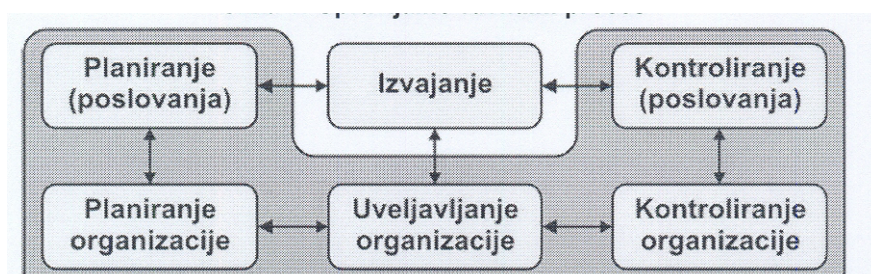 Planiranje
(poslovanja)
Izvajanje
Kontroliranje
(poslovanja)
Planiranje
organizacije
Uveljavljanje
organizacije
Kontroliranje
organizacije